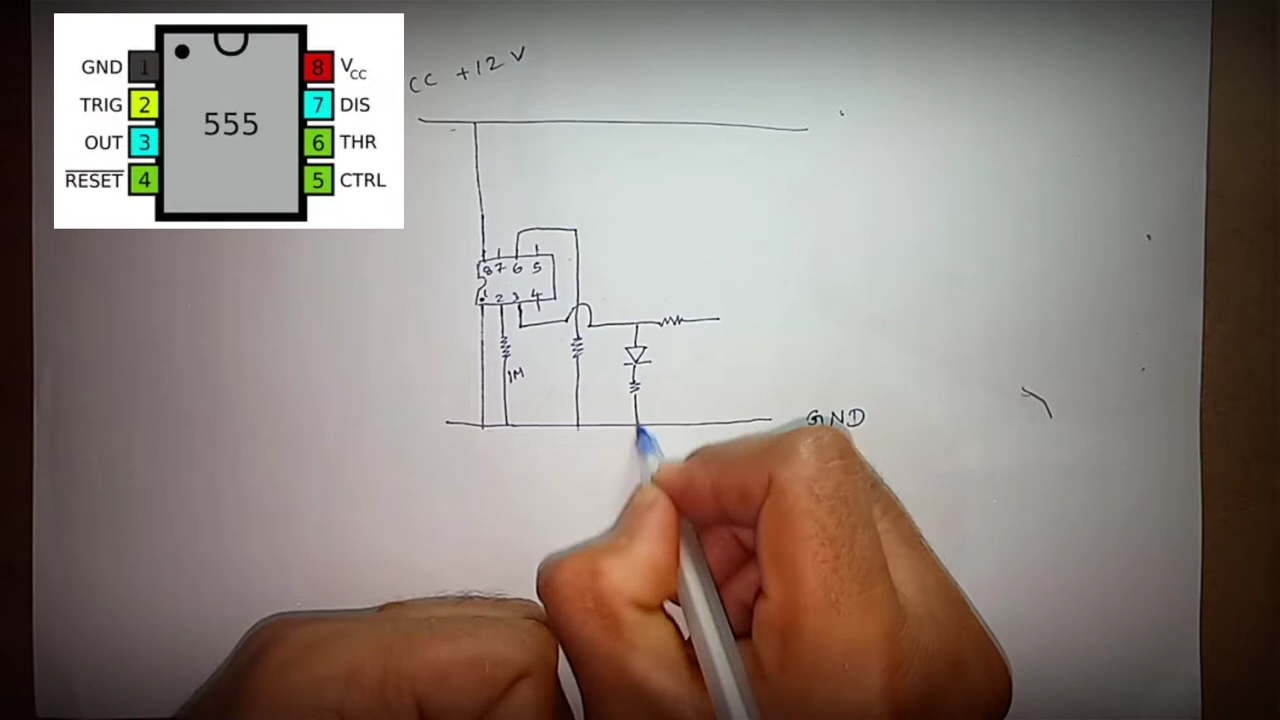 GND 1 8 VCC
TRIG 2 7 DIS
555
OUT 3 6 THR
RESET 4 5 CTRL
CC +12 V
8 7 6 5
1 2 3 4
1M
GND